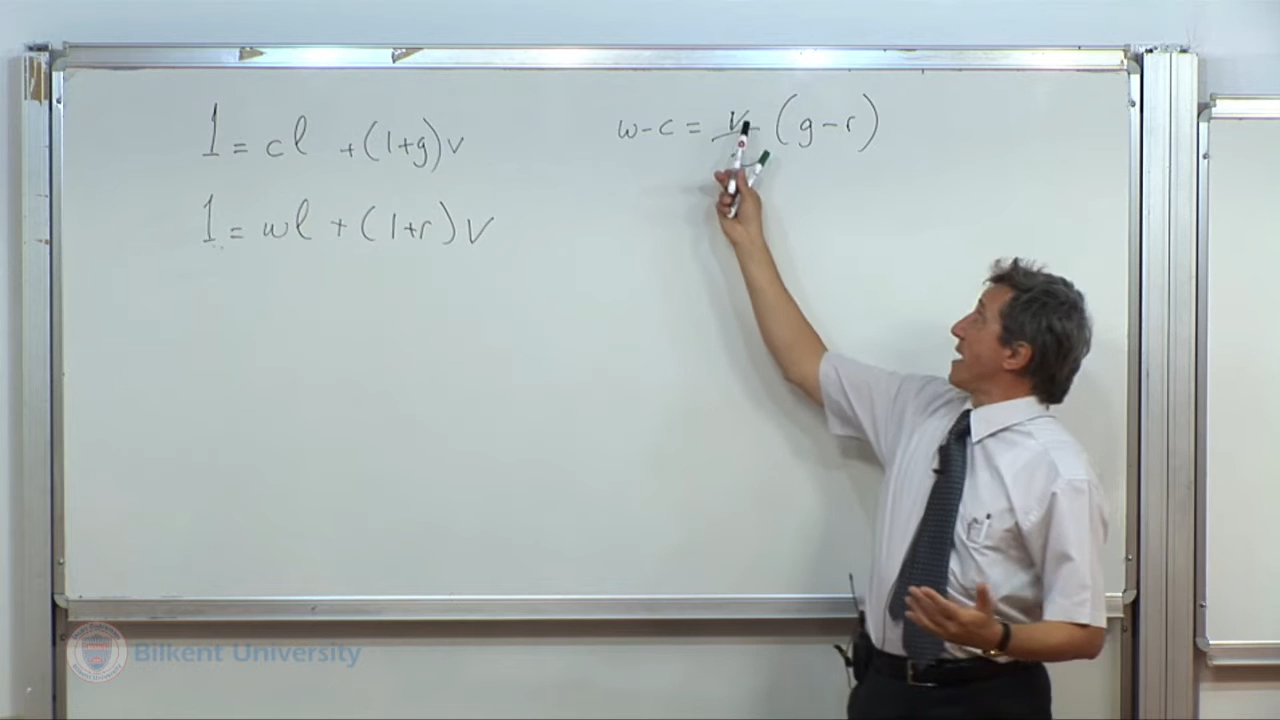 1 = cl + (1+g)v
1 = wl + (1+r)v
w-c = v (g-r)
Bilkent University